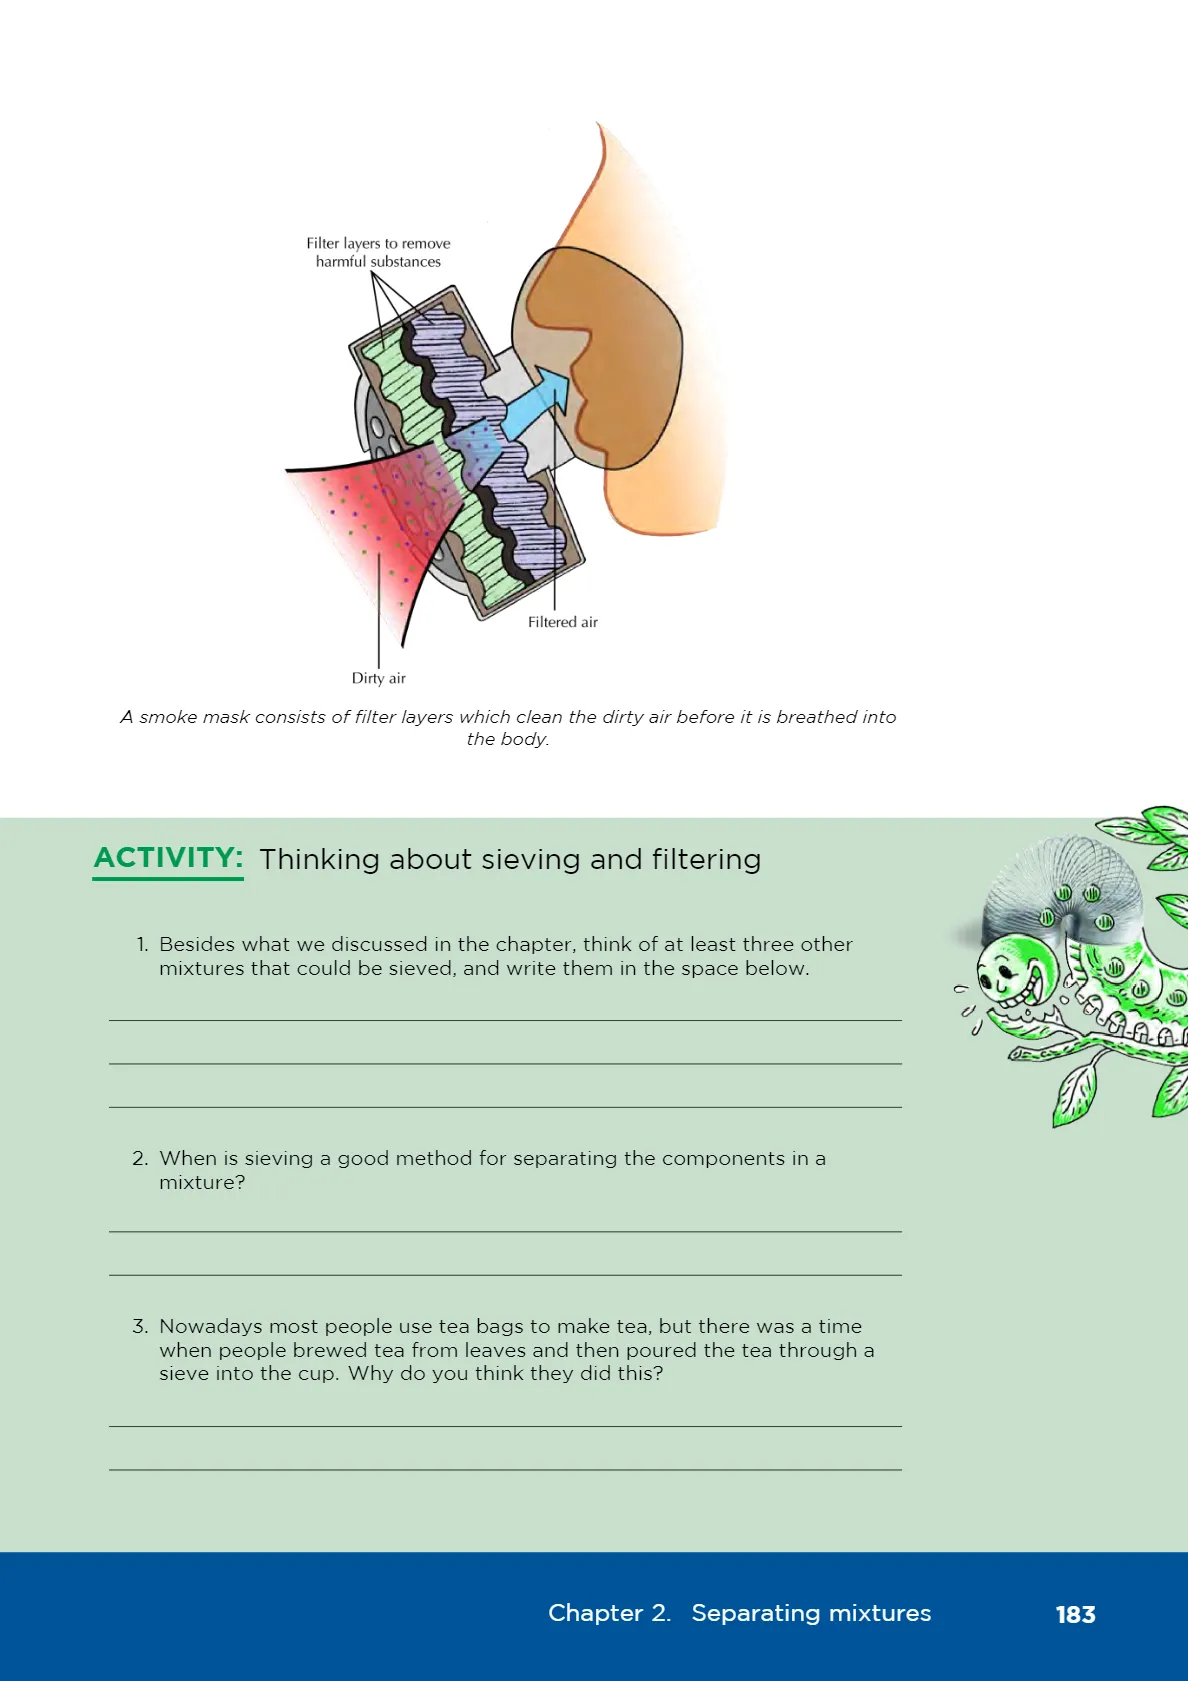 Filter layers to remove
harmful substances
Filtered air
Dirty air
A smoke mask consists of filter layers which clean the dirty air before it is breathed into
the body.
ACTIVITY: Thinking about sieving and filtering
1. Besides what we discussed in the chapter, think of at least three other
mixtures that could be sieved, and write them in the space below.
2. When is sieving a good method for separating the components in a
mixture?
3. Nowadays most people use tea bags to make tea, but there was a time
when people brewed tea from leaves and then poured the tea through a
sieve into the cup. Why do you think they did this?
Chapter 2. Separating mixtures 183